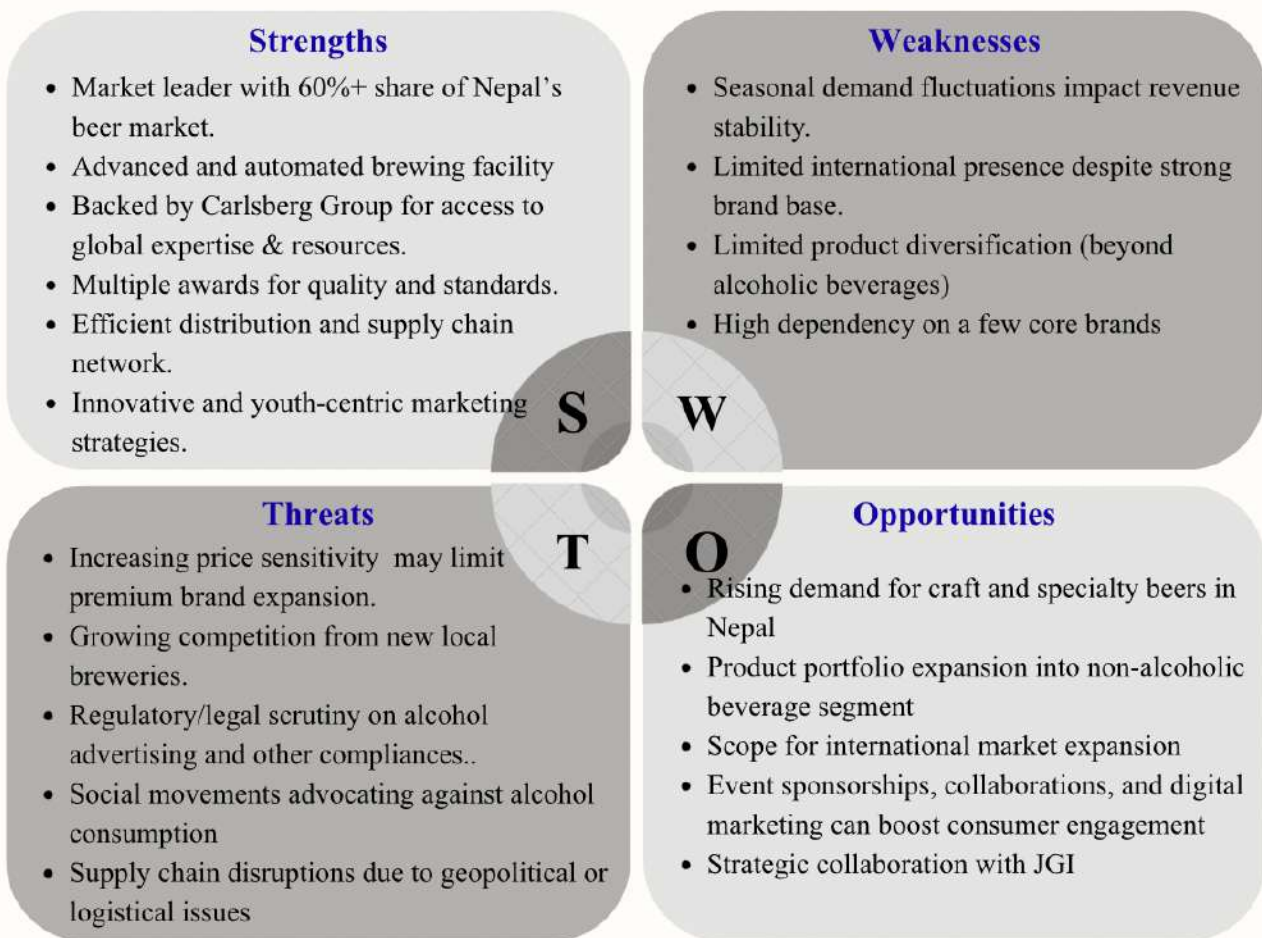 Strengths
• Market leader with 60%+ share of Nepal's
beer market.
• Advanced and automated brewing facility
• Backed by Carlsberg Group for access to
global expertise & resources.
• Multiple awards for quality and standards.
• Efficient distribution and supply chain
network.
• Innovative and youth-centric marketing
strategies.
Weaknesses
• Seasonal demand fluctuations impact revenue
stability.
• Limited international presence despite strong
brand base.
• Limited product diversification (beyond
alcoholic beverages)
• High dependency on a few core brands
S
W
Threats
• Increasing price sensitivity may limit
premium brand expansion.
• Growing competition from new local
breweries.
• Regulatory/legal scrutiny on alcohol
advertising and other compliances..
• Social movements advocating against alcohol
consumption
• Supply chain disruptions due to geopolitical or
logistical issues
T
O
Opportunities
• Rising demand for craft and specialty beers in
Nepal
• Product portfolio expansion into non-alcoholic
beverage segment
• Scope for international market expansion
• Event sponsorships, collaborations, and digital
marketing can boost consumer engagement
• Strategic collaboration with JGI